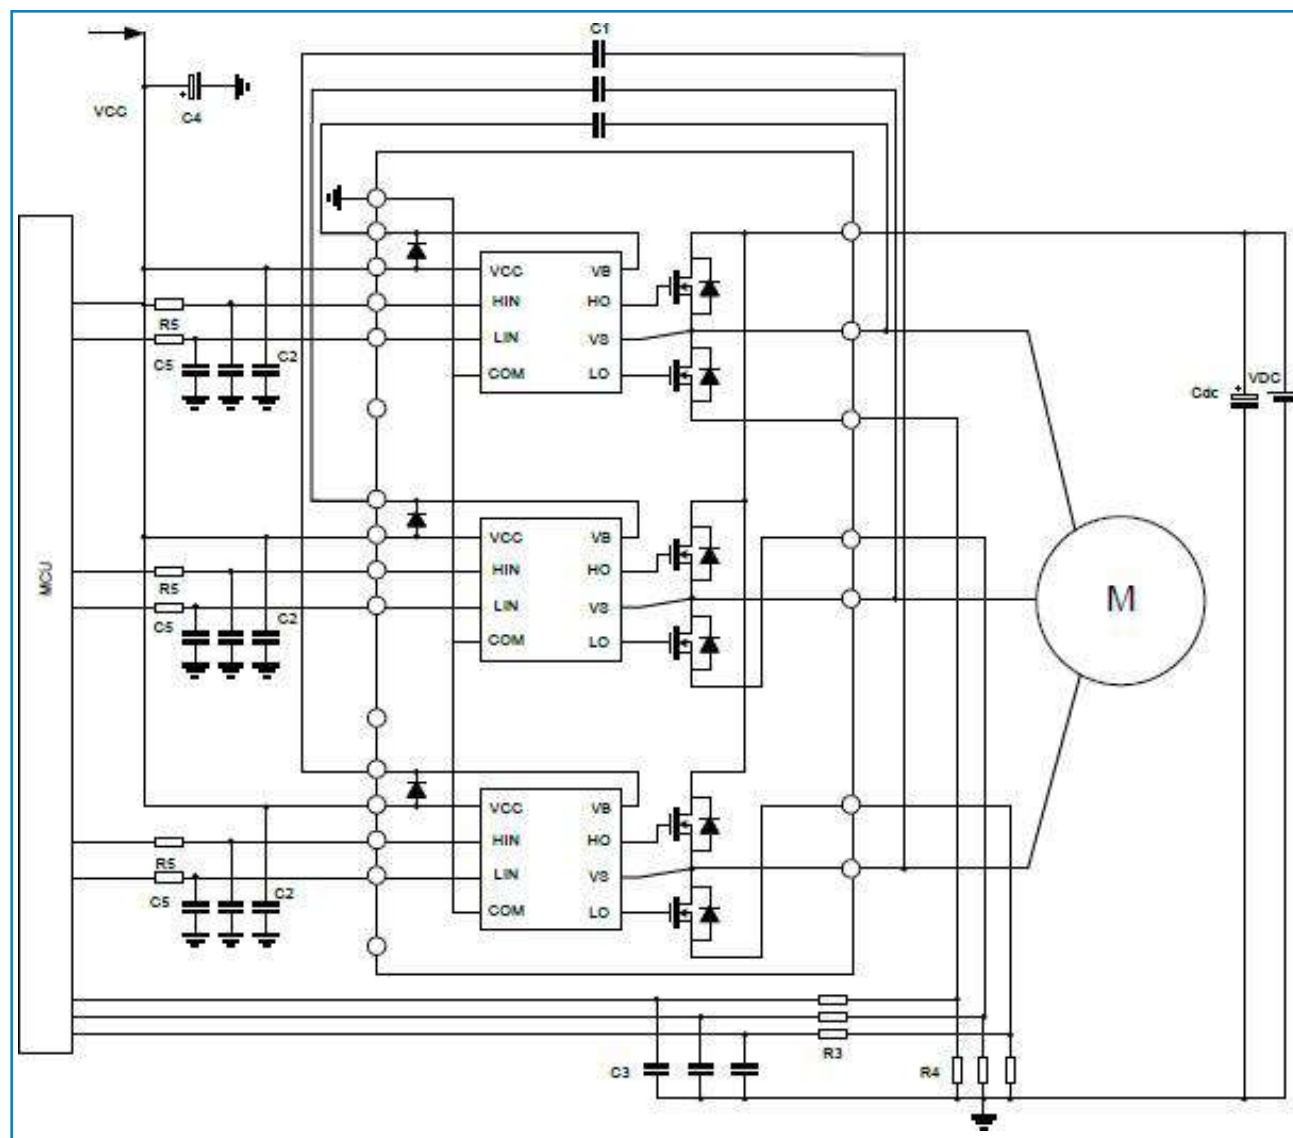 C1
VCC
C4
VCC VB
HIN HO
R5
LIN VS
C5
C2
COM LO
Cdc
VDC
MCU
VCC VB
HIN HO
R5
LIN VS
C5
C2
COM LO
M
VCC VB
HIN HO
R5
LIN VS
C5
C2
COM LO
R3
C3
R4